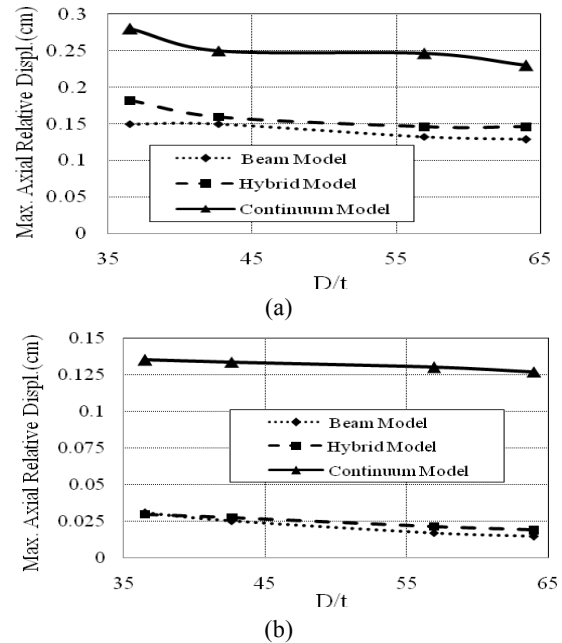 Max. Axial Relative Displ.(cm)
0.3
0.25
0.2
0.15
0.1
0.05
0
Beam Model
Hybrid Model
Continuum Model
35
45
55
65
D/t
(a)
Max. Axial Relative Displ.(cm)
0.15
0.125
0.1
0.075
0.05
0.025
0
Beam Model
Hybrid Model
Continuum Model
35
45
55
65
D/t
(b)